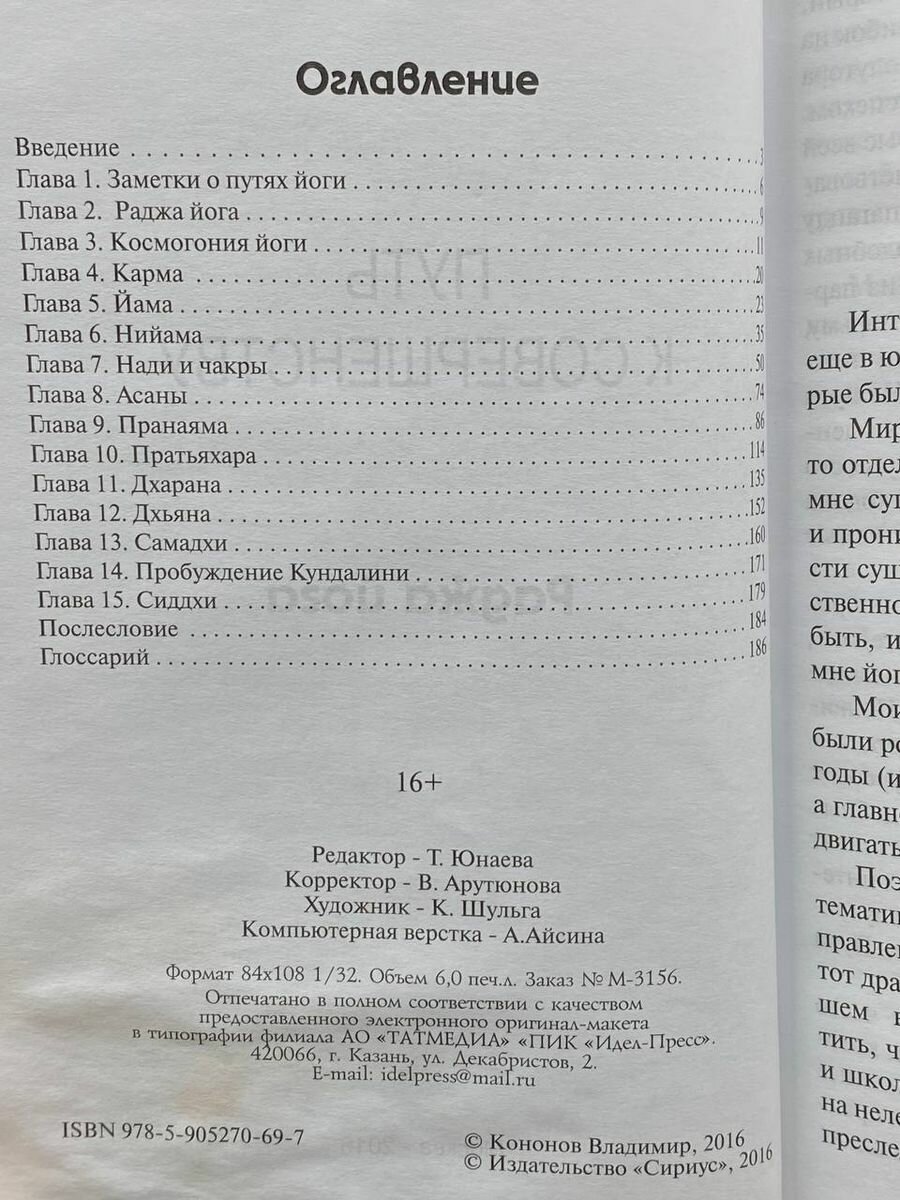 Оглавление
Введение . . . . . . . . . . . . . . . . . . . . 3
Глава 1. Заметки о путях йоги . . . . . . . . . . . . . . . . . . . . 6
Глава 2. Раджа йога . . . . . . . . . . . . . . . . . . . . 9
Глава 3. Космогония йоги . . . . . . . . . . . . . . . . . . . . 11
Глава 4. Карма . . . . . . . . . . . . . . . . . . . . 20
Глава 5. Йама . . . . . . . . . . . . . . . . . . . . 23
Глава 6. Нийама . . . . . . . . . . . . . . . . . . . . 35
Глава 7. Нади и чакры . . . . . . . . . . . . . . . . . . . . 50
Глава 8. Асаны . . . . . . . . . . . . . . . . . . . . 74
Глава 9. Пранаяма . . . . . . . . . . . . . . . . . . . . 86
Глава 10. Пратьяхара . . . . . . . . . . . . . . . . . . . . 114
Глава 11. Дхарана . . . . . . . . . . . . . . . . . . . . 135
Глава 12. Дхьяна . . . . . . . . . . . . . . . . . . . . 152
Глава 13. Самадхи . . . . . . . . . . . . . . . . . . . . 160
Глава 14. Пробуждение Кундалини . . . . . . . . . . . . . . . . . . . . 171
Глава 15. Сиддхи . . . . . . . . . . . . . . . . . . . . 179
Послесловие . . . . . . . . . . . . . . . . . . . . 184
Глоссарий . . . . . . . . . . . . . . . . . . . . 186
16+
Редактор - Т. Юнаева
Корректор - В. Арутюнова
Художник - К. Шульга
Компьютерная верстка - А.Айсина
Формат 84х108 1/32. Объем 6,0 печ.л. Заказ № М-3156.
Отпечатано в полном соответствии с качеством
предоставленного электронного оригинал-макета
в типографии филиала АО «ТАТМЕДИА» «ПИК «Идел-Пресс».
420066, г. Казань, ул. Декабристов, 2.
E-mail: idelpress@mail.ru
ISBN 978-5-905270-69-7
© Кононов Владимир, 2016
© Издательство «Сириус», 2016
Инт
еще в ю
рые был
Мир
то отдел
мне сущ
и прони
сти сущ
ственно
быть, и
мне йог
Мои
были ро
годы (и
а главно
двигать
Поэ
темати
правлен
тот дра
шем в
тить, ч
и школ
на неле
пресле